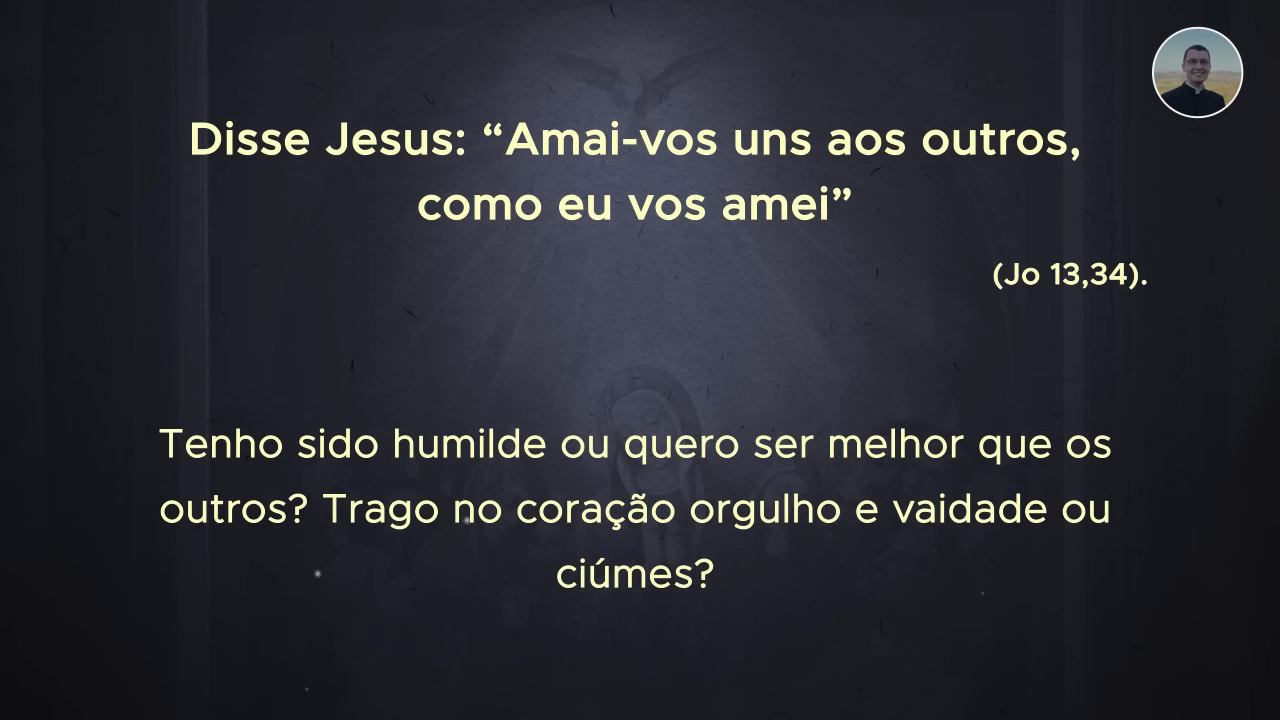 Disse Jesus: “Amai-vos uns aos outros,
como eu vos amei”
(Jo 13,34).
Tenho sido humilde ou quero ser melhor que os
outros? Trago no coração orgulho e vaidade ou
ciúmes?